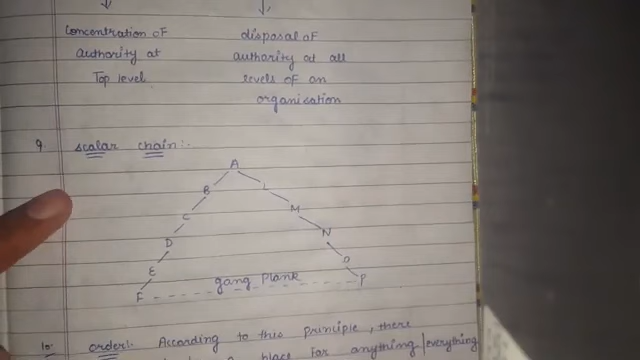 concentration of disposal of
authority at authority at all
Top level levels of an
organisation
9 scalar chain:-
A
B L
C M
D N
E O
F gang plank P
10. order:- According to this principle, there
place for anything/everything